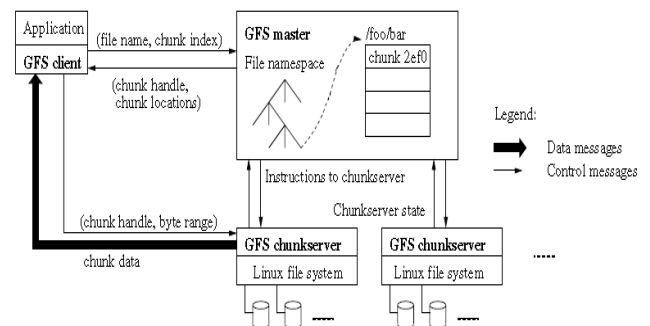 Application
GFS client
(file name, chunk index)
(chunk handle,
chunk locations)
GFS master
File namespace
/foo/bar
chunk 2ef0
Legend:
Data messages
Control messages
Instructions to chunkserver
Chunkserver state
(chunk handle, byte range)
chunk data
GFS chunkserver
Linux file system
GFS chunkserver
Linux file system